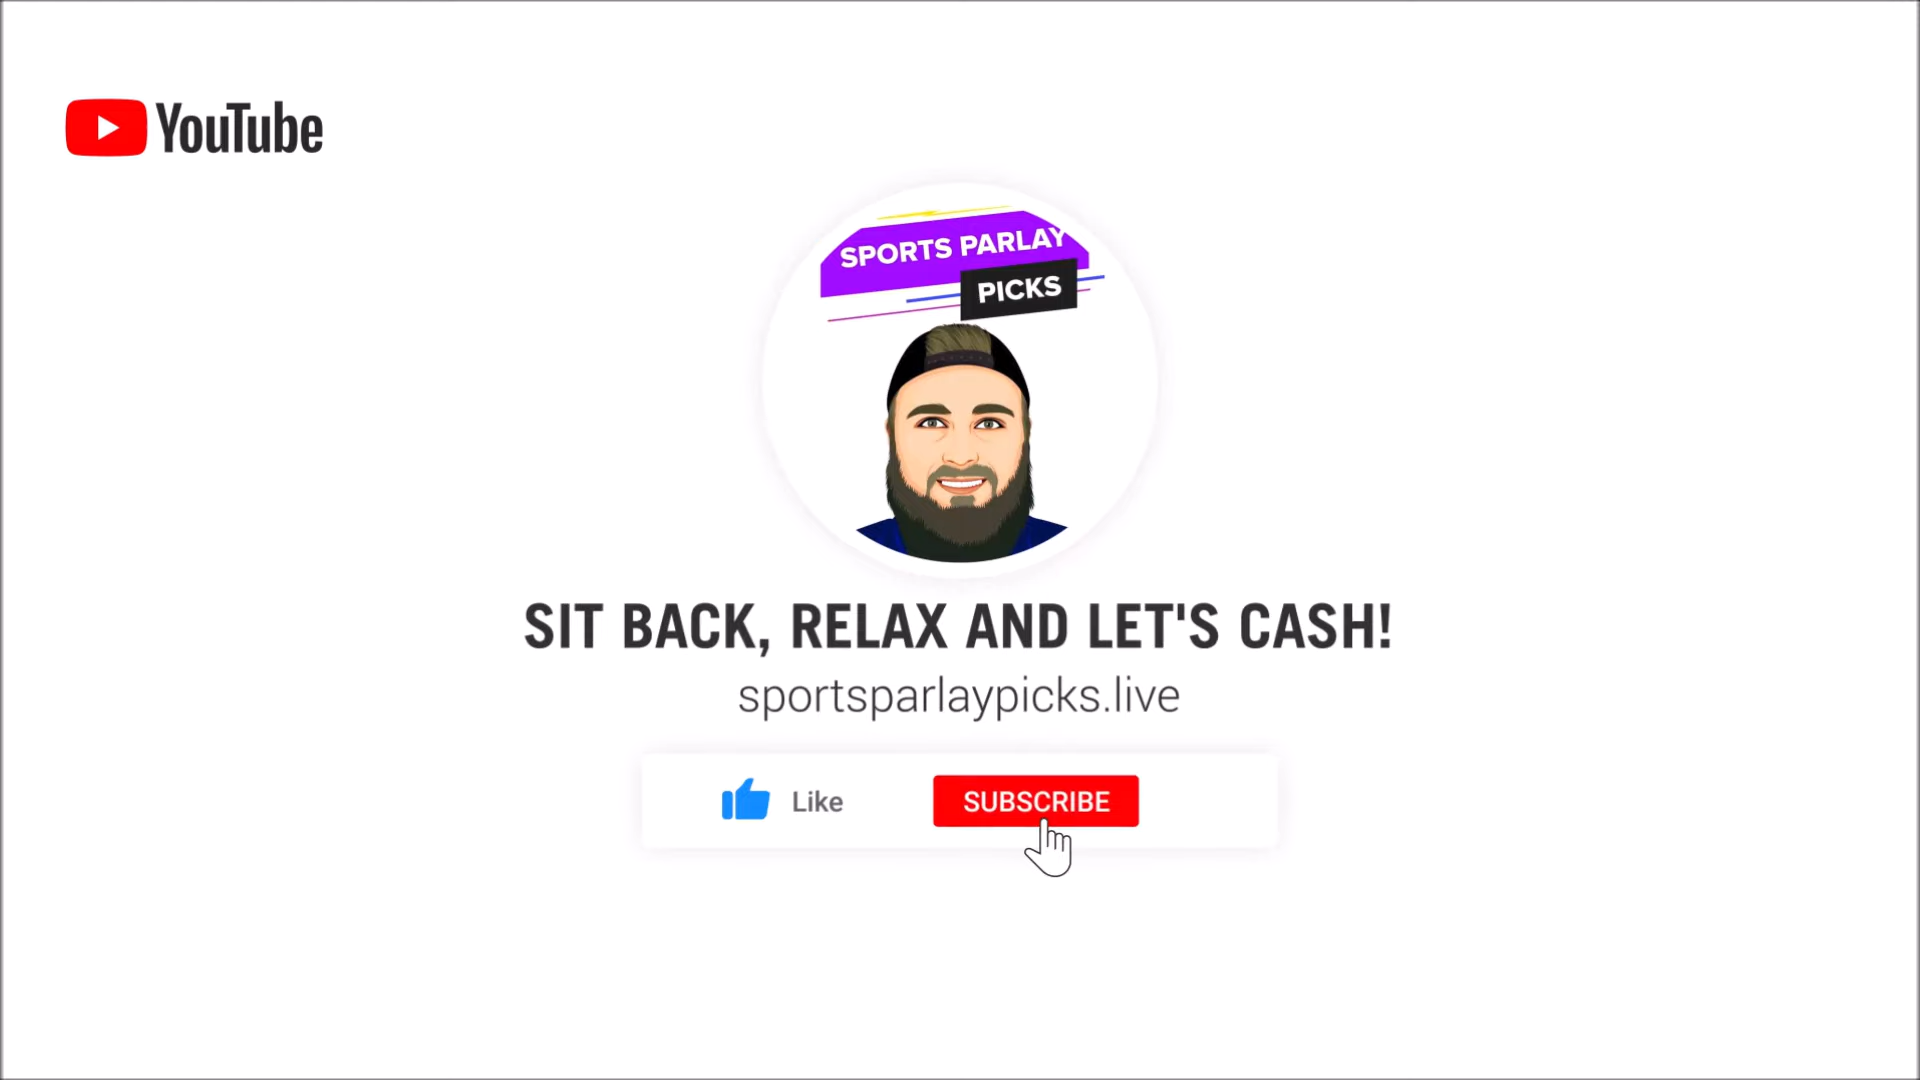 YouTube
SPORTS PARLAY
PICKS
SIT BACK, RELAX AND LET'S CASH!
sportsparlaypicks.live
Like
SUBSCRIBE